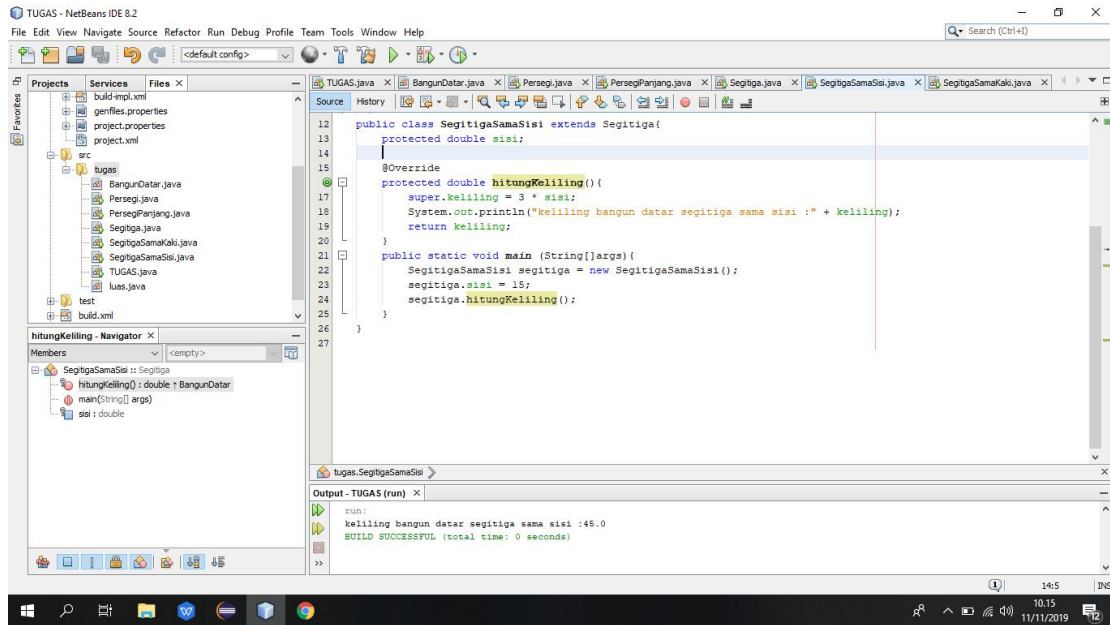 TUGAS - NetBeans IDE 8.2
File Edit View Navigate Source Refactor Run Debug Profile Team Tools Window Help
Search (Ctrl+I)
<default config>
Favorites
Projects Services Files
build-impl.xml
genfiles.properties
project.properties
project.xml
src
tugas
BangunDatar.java
Persegi.java
PersegiPanjang.java
Segitiga.java
SegitigaSamaKaki.java
SegitigaSamaSisi.java
TUGAS.java
luas.java
test
build.xml
hitungKeliling - Navigator
Members <empty>
SegitigaSamaSisi :: Segitiga
hitungKeliling() : double ↑ BangunDatar
main(String[] args)
sisi : double
TUGAS.java BangunDatar.java Persegi.java PersegiPanjang.java Segitiga.java SegitigaSamaSisi.java SegitigaSamaKaki.java
Source History
12 public class SegitigaSamaSisi extends Segitiga{
13 protected double sisi;
14
15 @Override
protected double hitungKeliling(){
17 super.keliling = 3 * sisi;
18 System.out.println("keliling bangun datar segitiga sama sisi :" + keliling);
19 return keliling;
20 }
21 public static void main (String[]args){
22 SegitigaSamaSisi segitiga = new SegitigaSamaSisi();
23 segitiga.sisi = 15;
24 segitiga.hitungKeliling();
25 }
26 }
27
tugas.SegitigaSamaSisi
Output - TUGAS (run)
run:
keliling bangun datar segitiga sama sisi :45.0
BUILD SUCCESSFUL (total time: 0 seconds)
1 14:5 INS
10.15
11/11/2019
12